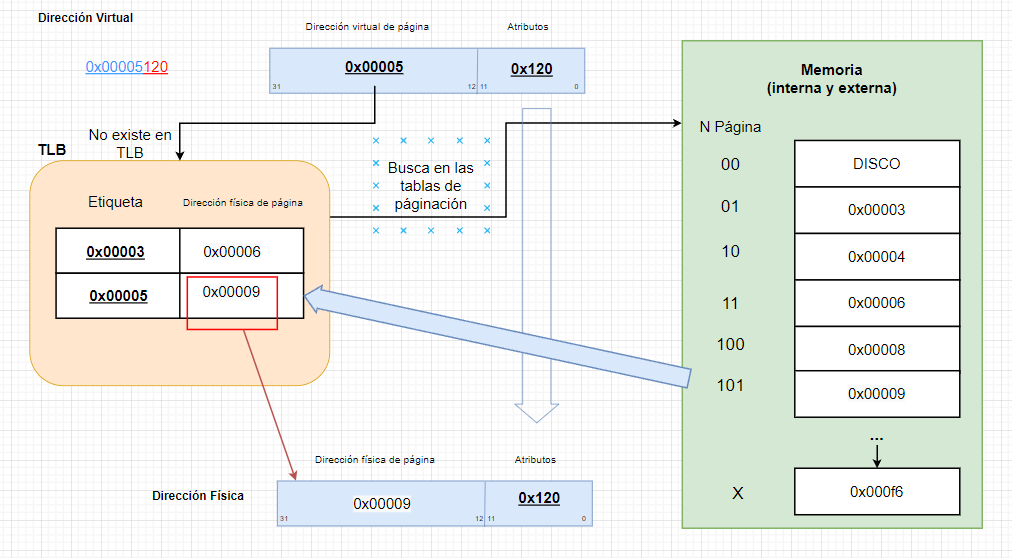 Dirección Virtual
0x00005120
Dirección virtual de página
Atributos
0x00005
0x120
31
12
11
0
No existe en
TLB
TLB
Etiqueta
Dirección física de página
0x00003
0x00006
0x00005
0x00009
Busca en las
tablas de
páginación
Memoria
(interna y externa)
N Página
00
DISCO
01
0x00003
10
0x00004
11
0x00006
100
0x00008
101
0x00009
...
X
0x000f6
Dirección física de página
Atributos
Dirección Física
0x00009
0x120
31
12
11
0